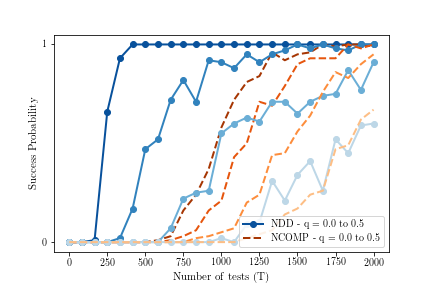 1
Success Probability
0
NDD - q = 0.0 to 0.5
NCOMP - q = 0.0 to 0.5
0 250 500 750 1000 1250 1500 1750 2000
Number of tests (T)